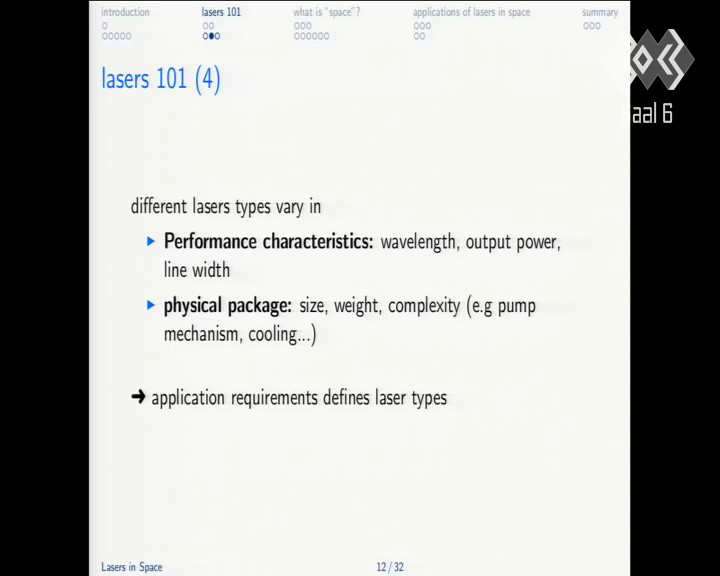 introduction lasers 101 what is "space"? applications of lasers in space summary
lasers 101 (4)
different lasers types vary in
Performance characteristics: wavelength, output power,
line width
physical package: size, weight, complexity (e.g pump
mechanism, cooling...)
➜ application requirements defines laser types
Lasers in Space 12 / 32
aal 6